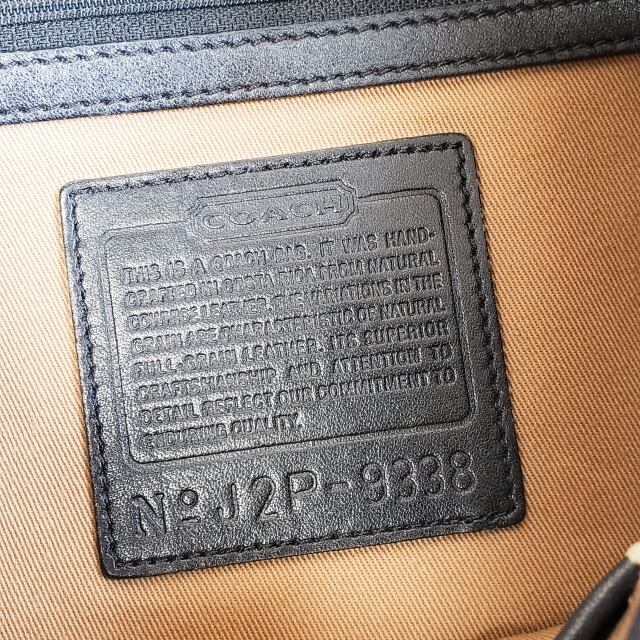 COACH
THIS IS A COACH BAG. IT WAS HAND-
CRAFTED IN COSTA RICA FROM NATURAL
COWHIDE LEATHER. THE VARIATIONS IN THE
GRAIN ARE CHARACTERISTIC OF NATURAL
FULL-GRAIN LEATHER. ITS SUPERIOR
CRAFTSMANSHIP AND ATTENTION TO
DETAIL REFLECT OUR COMMITMENT TO
ENDURING QUALITY.
Nº J2P-9338